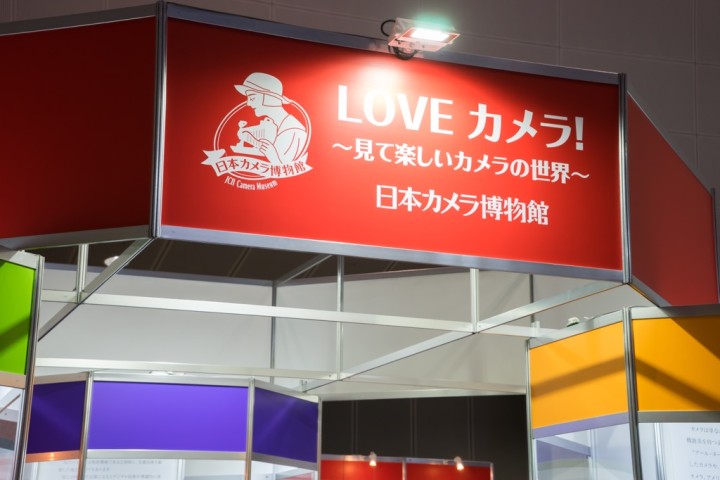 LOVE カメラ!
～見て楽しいカメラの世界～
日本カメラ博物館
日本カメラ博物館
JCII Camera Museum